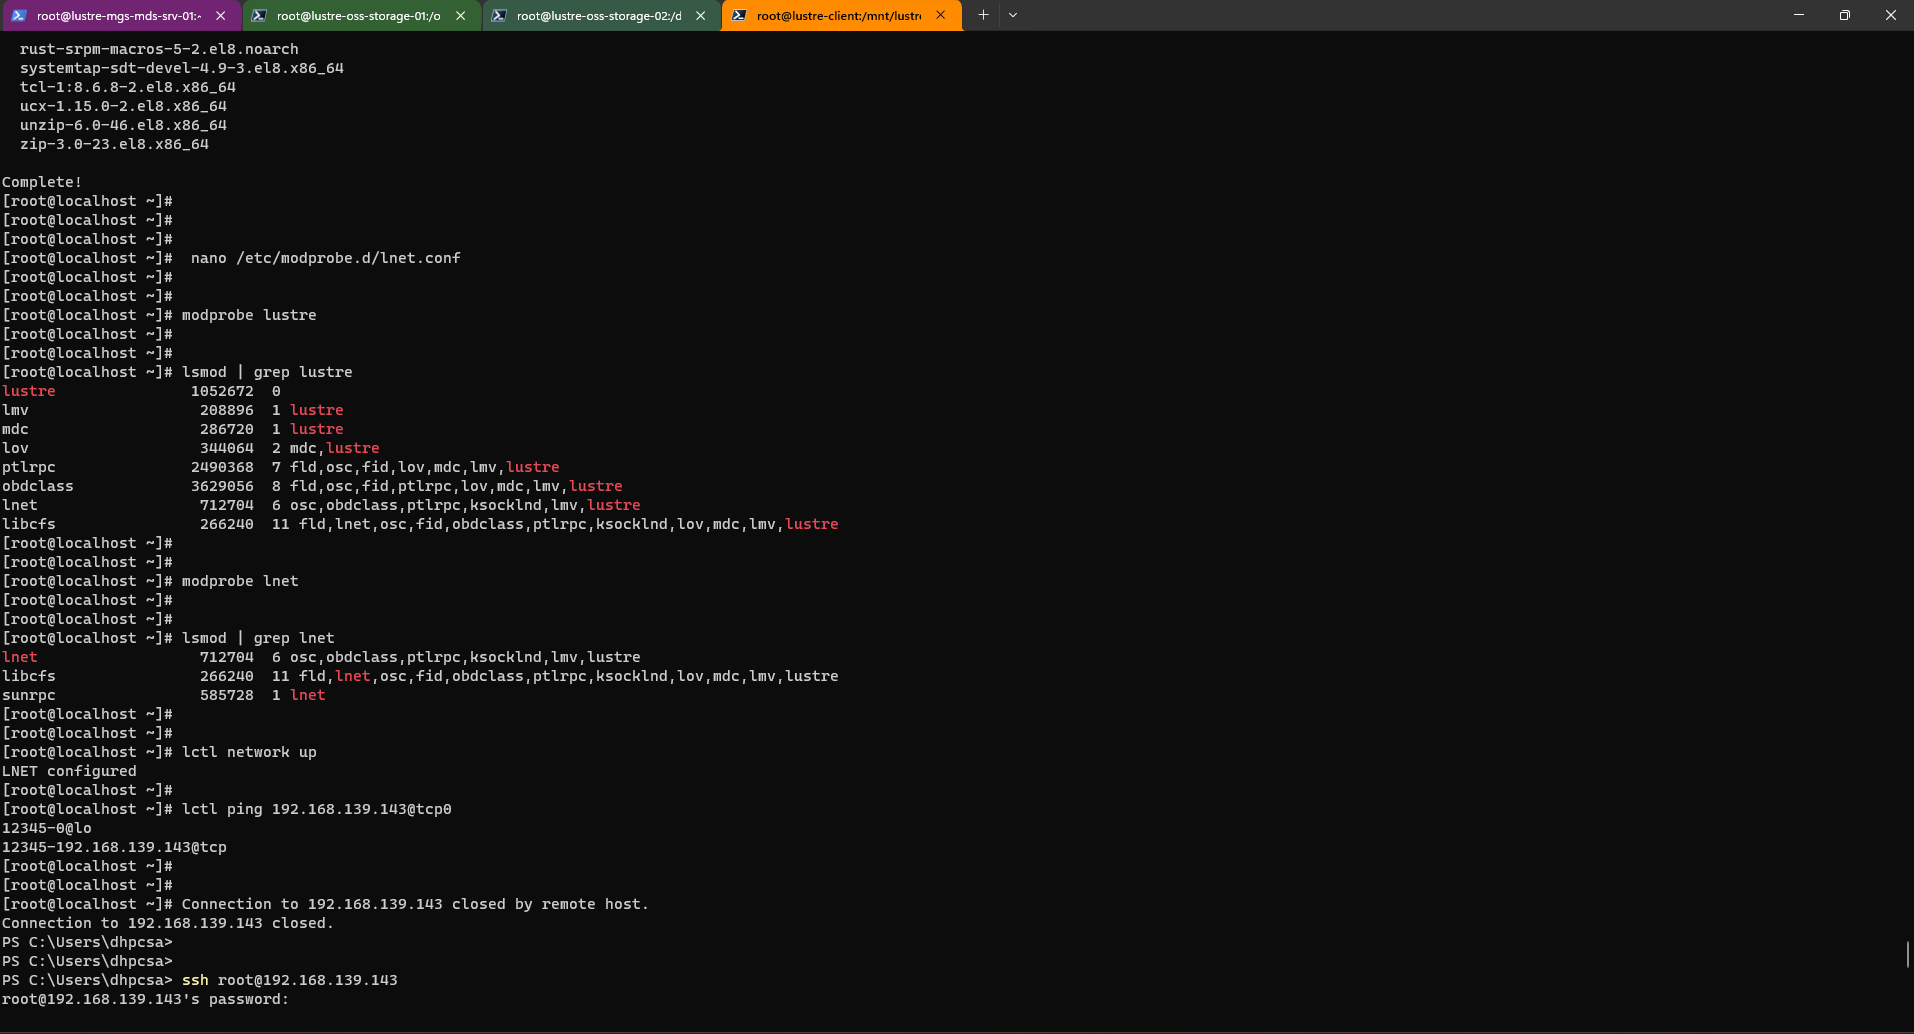 root@lustre-mgs-mds-srv-01:~
root@lustre-oss-storage-01:/o
root@lustre-oss-storage-02:/d
root@lustre-client:/mnt/lustre
  rust-srpm-macros-5-2.el8.noarch
  systemtap-sdt-devel-4.9-3.el8.x86_64
  tcl-1:8.6.8-2.el8.x86_64
  ucx-1.15.0-2.el8.x86_64
  unzip-6.0-46.el8.x86_64
  zip-3.0-23.el8.x86_64
Complete!
[root@localhost ~]#
[root@localhost ~]#
[root@localhost ~]#
[root@localhost ~]#  nano /etc/modprobe.d/lnet.conf
[root@localhost ~]#
[root@localhost ~]#
[root@localhost ~]# modprobe lustre
[root@localhost ~]#
[root@localhost ~]#
[root@localhost ~]# lsmod | grep lustre
lustre               1052672  0
lmv                   208896  1 lustre
mdc                   286720  1 lustre
lov                   344064  2 mdc,lustre
ptlrpc               2490368  7 fld,osc,fid,lov,mdc,lmv,lustre
obdclass             3629056  8 fld,osc,fid,ptlrpc,lov,mdc,lmv,lustre
lnet                  712704  6 osc,obdclass,ptlrpc,ksocklnd,lmv,lustre
libcfs                266240  11 fld,lnet,osc,fid,obdclass,ptlrpc,ksocklnd,lov,mdc,lmv,lustre
[root@localhost ~]#
[root@localhost ~]#
[root@localhost ~]# modprobe lnet
[root@localhost ~]#
[root@localhost ~]#
[root@localhost ~]# lsmod | grep lnet
lnet                  712704  6 osc,obdclass,ptlrpc,ksocklnd,lmv,lustre
libcfs                266240  11 fld,lnet,osc,fid,obdclass,ptlrpc,ksocklnd,lov,mdc,lmv,lustre
sunrpc                585728  1 lnet
[root@localhost ~]#
[root@localhost ~]#
[root@localhost ~]# lctl network up
LNET configured
[root@localhost ~]#
[root@localhost ~]# lctl ping 192.168.139.143@tcp0
12345-0@lo
12345-192.168.139.143@tcp
[root@localhost ~]#
[root@localhost ~]#
[root@localhost ~]# Connection to 192.168.139.143 closed by remote host.
Connection to 192.168.139.143 closed.
PS C:\Users\dhpcsa>
PS C:\Users\dhpcsa>
PS C:\Users\dhpcsa> ssh root@192.168.139.143
root@192.168.139.143's password: